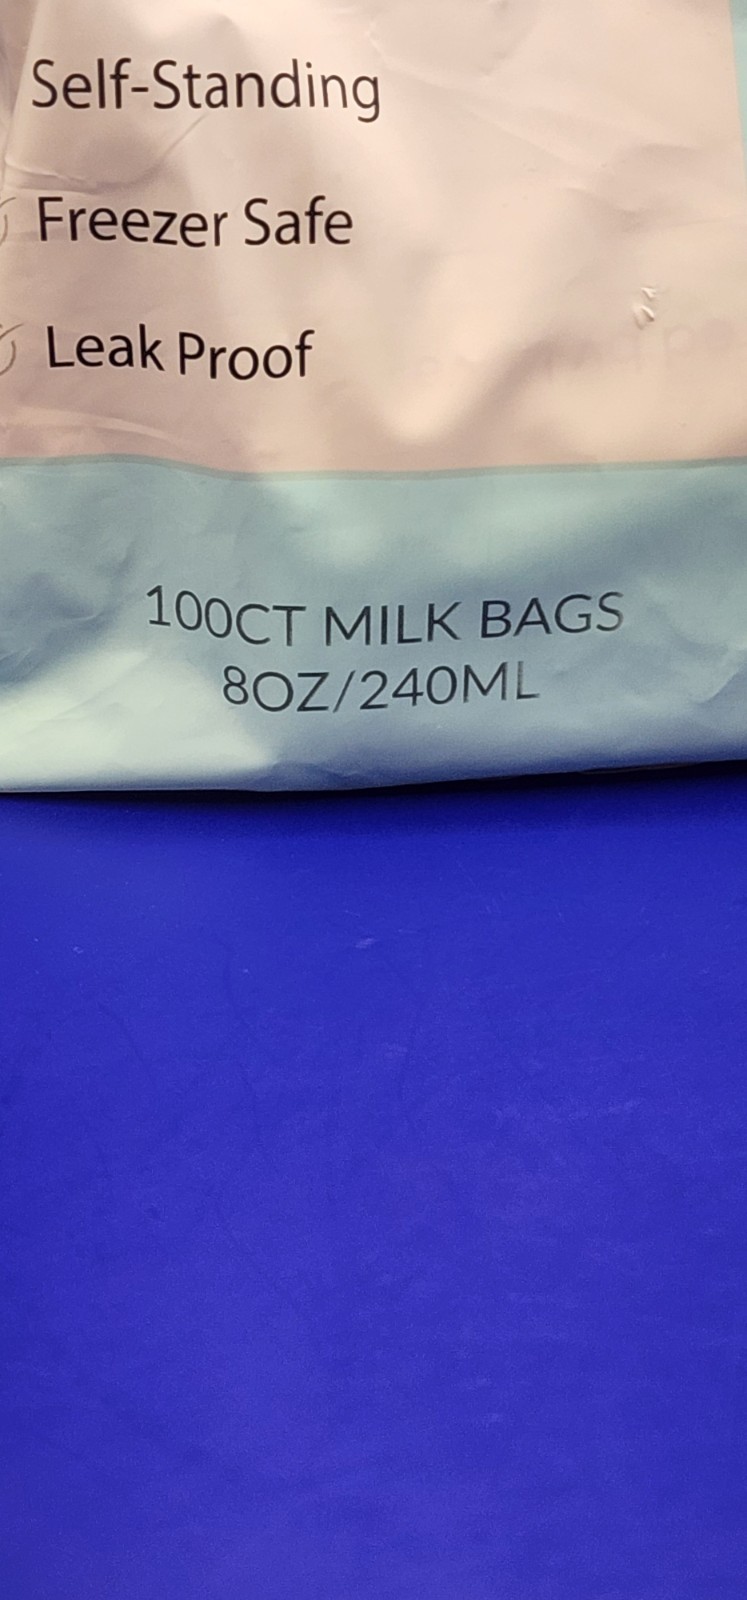 Self-Standing
Freezer Safe
Leak Proof
100CT MILK BAGS
8OZ/240ML